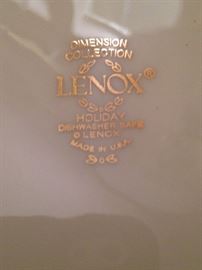 DIMENSION
COLLECTION
LENOX®
HOLIDAY
DISHWASHER SAFE
© LENOX
MADE IN U.S.A.